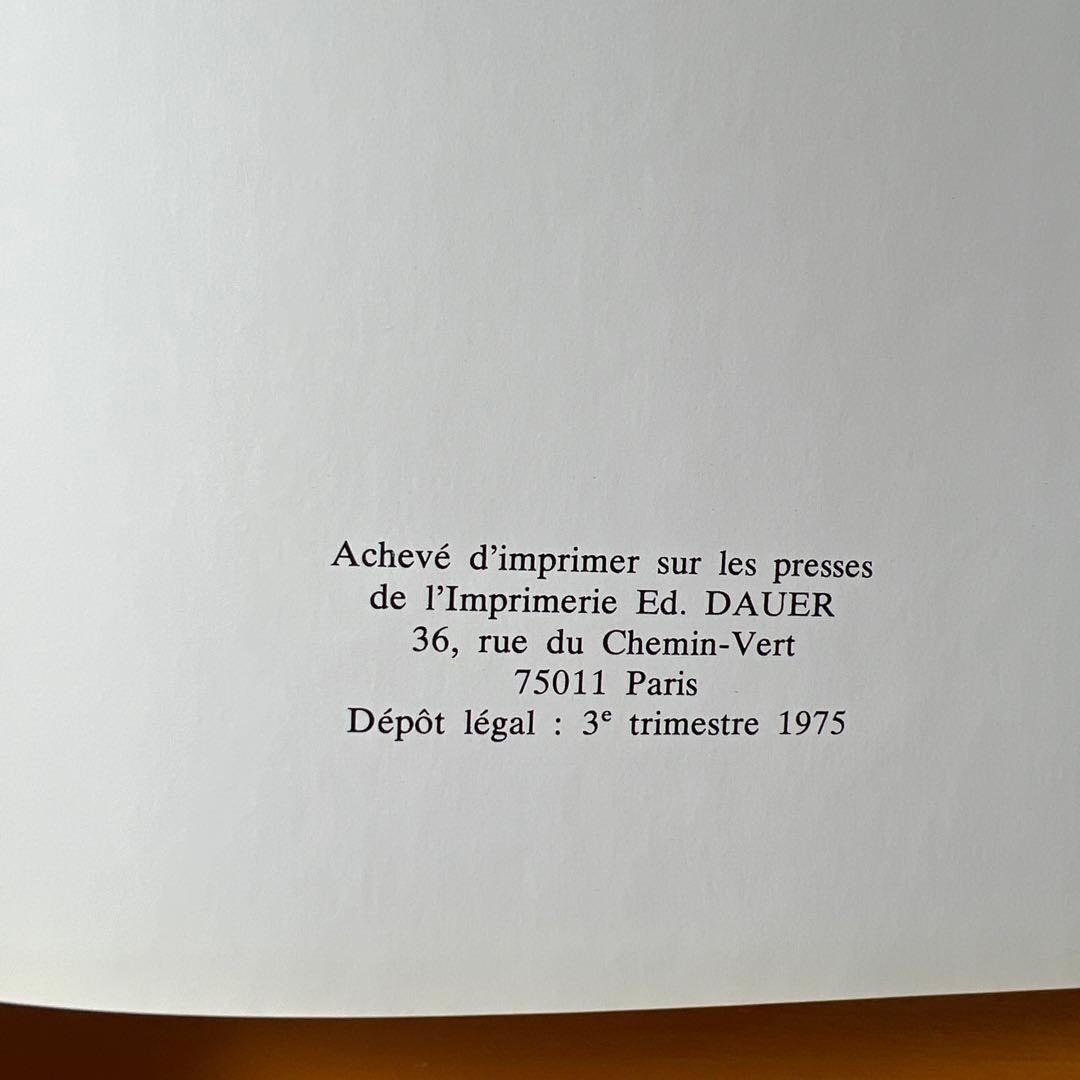 Achevé d'imprimer sur les presses
de l'Imprimerie Ed. DAUER
36, rue du Chemin-Vert
75011 Paris
Dépôt légal : 3e trimestre 1975